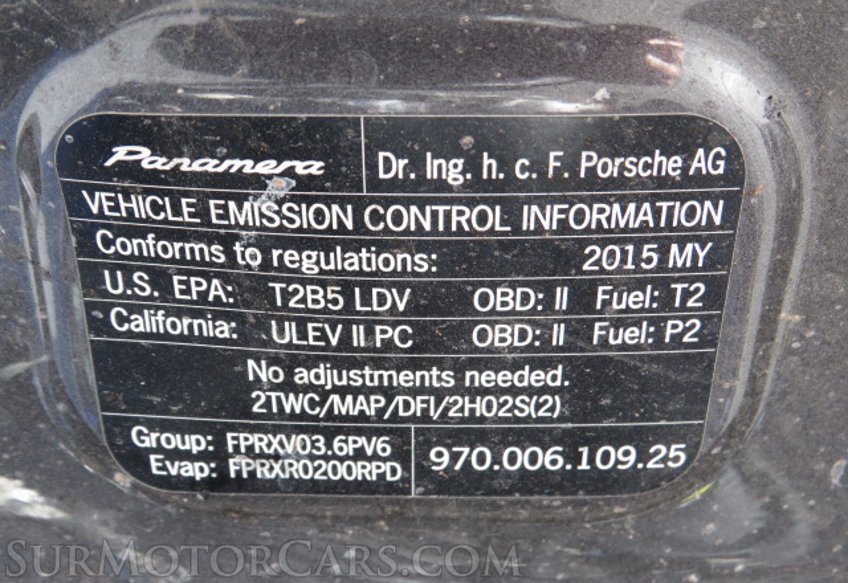 Panamera Dr. Ing. h. c. F. Porsche AG
VEHICLE EMISSION CONTROL INFORMATION
Conforms to regulations: 2015 MY
U.S. EPA: T2B5 LDV OBD: II Fuel: T2
California: ULEV II PC OBD: II Fuel: P2
No adjustments needed.
2TWC/MAP/DFI/2HO2S(2)
Group: FPRXV03.6PV6
Evap: FPRXR0200RPD
970.006.109.25
SurMotorCars.com